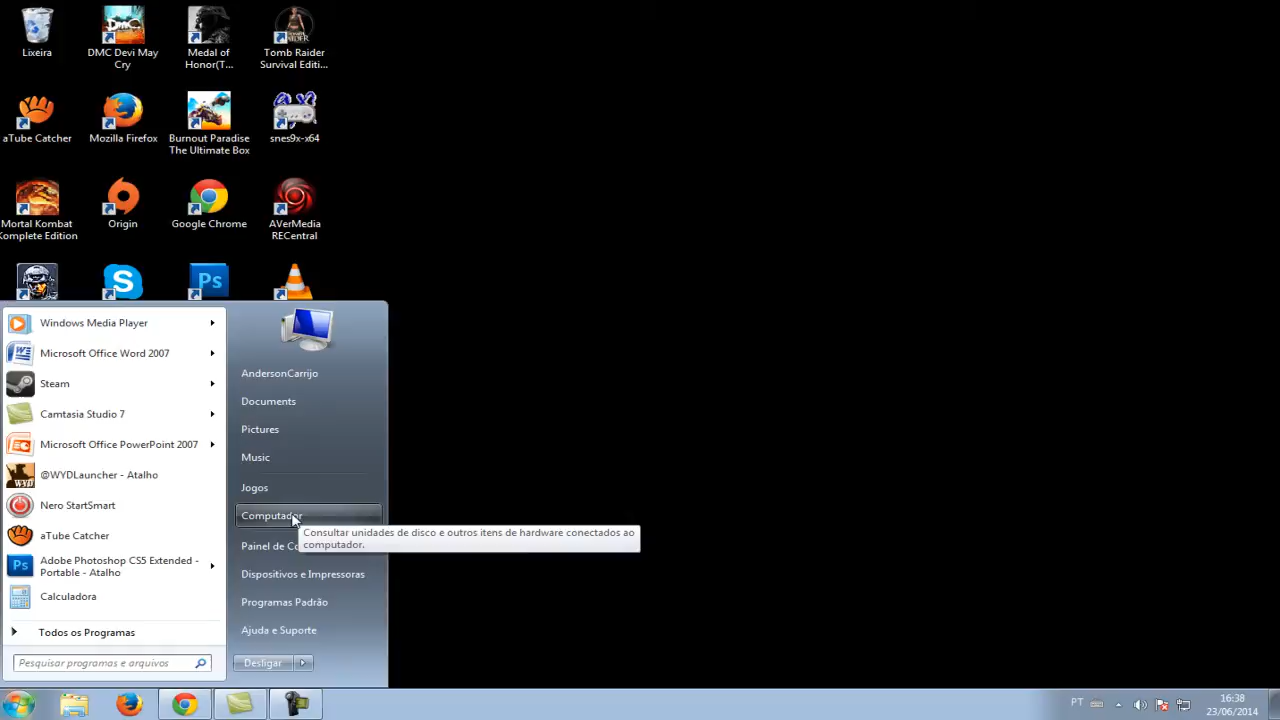 Lixeira
DMC Devi May
Cry
Medal of
Honor(T...
Tomb Raider
Survival Editi...
aTube Catcher
Mozilla Firefox
Burnout Paradise
The Ultimate Box
snes9x-x64
Mortal Kombat
Komplete Edition
Origin
Google Chrome
AVerMedia
RECentral
Windows Media Player
Microsoft Office Word 2007
Steam
Camtasia Studio 7
Microsoft Office PowerPoint 2007
@WYDLauncher - Atalho
Nero StartSmart
aTube Catcher
Adobe Photoshop CS5 Extended -
Portable - Atalho
Calculadora
Todos os Programas
Pesquisar programas e arquivos
AndersonCarrijo
Documents
Pictures
Music
Jogos
Computador
Consultar unidades de disco e outros itens de hardware conectados ao
computador.
Painel de Co
Dispositivos e Impressoras
Programas Padrão
Ajuda e Suporte
Desligar
PT
16:38
23/06/2014